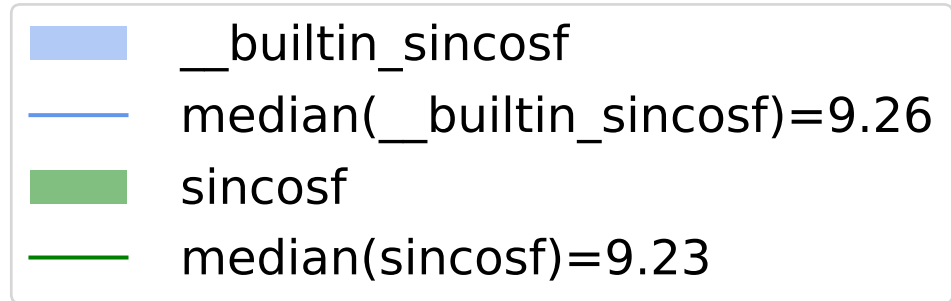 __builtin_sincosf
median(__builtin_sincosf)=9.26
sincosf
median(sincosf)=9.23